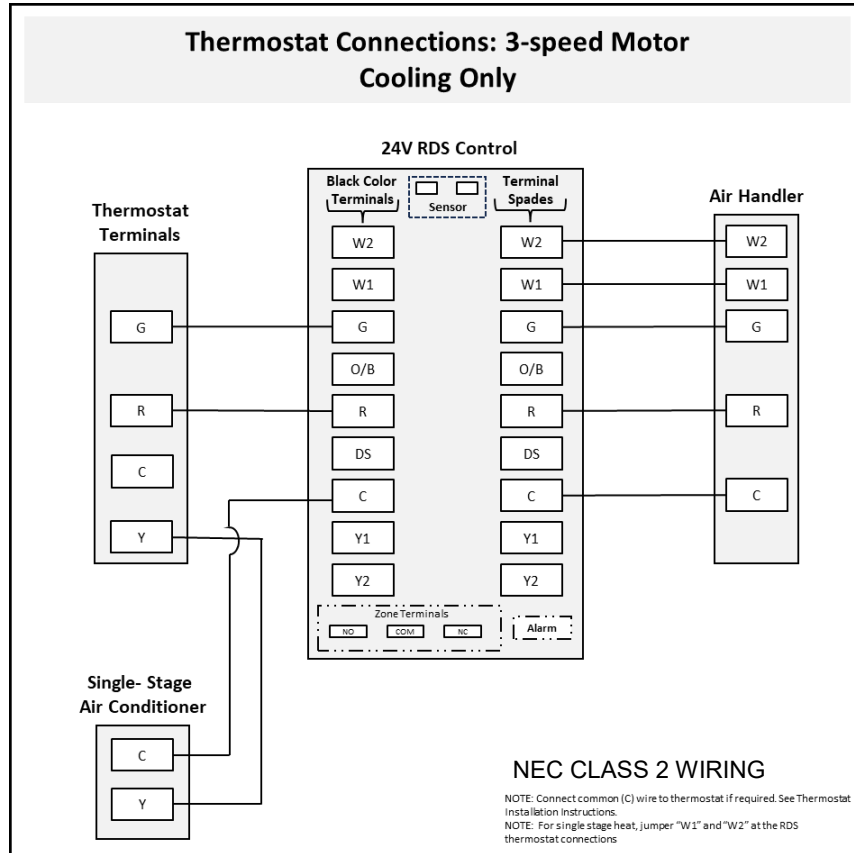 Thermostat Connections: 3-speed Motor
Cooling Only
24V RDS Control
Black Color
Terminals
Sensor
Terminal
Spades
Thermostat
Terminals
Air Handler
W2
W2
W2
W1
W1
W1
G
G
G
G
O/B
O/B
R
R
R
R
DS
DS
C
C
C
C
Y
Y1
Y1
Y2
Y2
Zone Terminals
NO
COM
NC
Alarm
Single- Stage
Air Conditioner
C
Y
NEC CLASS 2 WIRING
NOTE: Connect common (C) wire to thermostat if required. See Thermostat
Installation Instructions.
NOTE: For single stage heat, jumper "W1" and "W2" at the RDS
thermostat connections